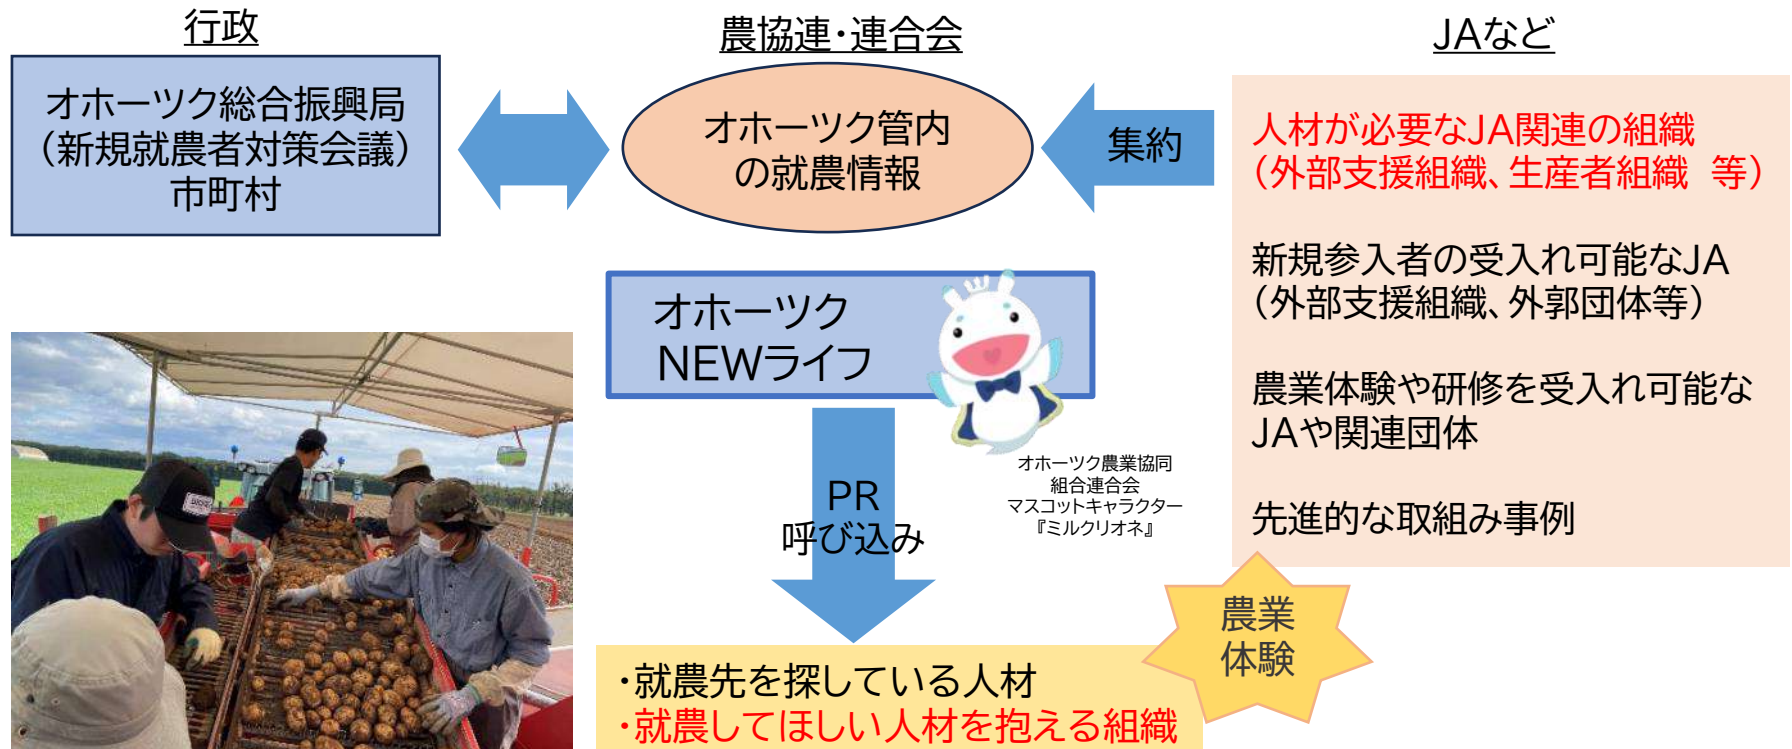 行政
オホーツク総合振興局
（新規就農者対策会議）
市町村
農協連・連合会
オホーツク管内
の就農情報
集約
JAなど
人材が必要なJA関連の組織
（外部支援組織、生産者組織　等）
新規参入者の受入れ可能なJA
（外部支援組織、外郭団体等）
農業体験や研修を受入れ可能な
JAや関連団体
先進的な取組み事例
オホーツク
NEWライフ
オホーツク農業協同
組合連合会
マスコットキャラクター
『ミルクリオネ』
PR
呼び込み
農業
体験
・就農先を探している人材
・就農してほしい人材を抱える組織